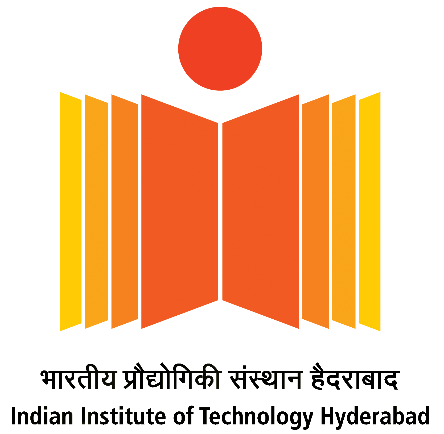 भारतीय प्रौद्योगिकी संस्थान हैदराबाद
Indian Institute of Technology Hyderabad